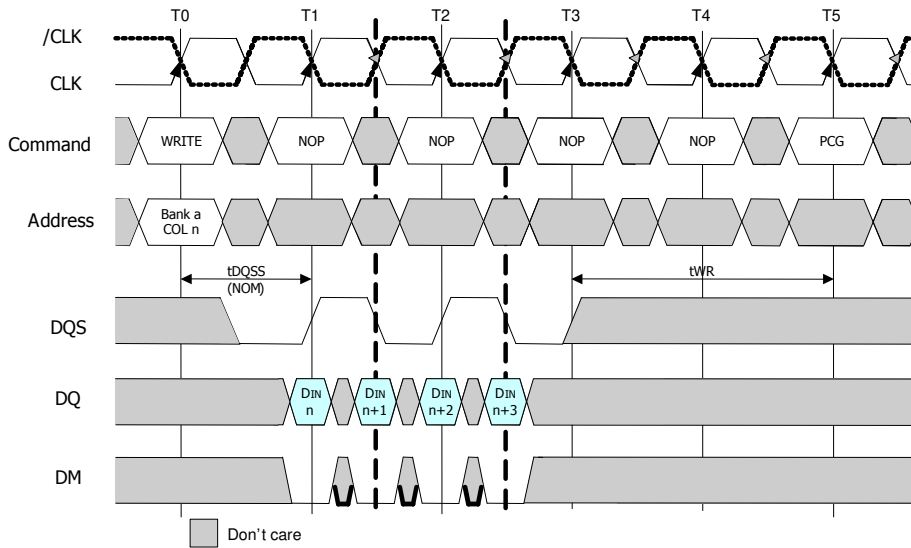 T0 T1 T2 T3 T4 T5
/CLK
CLK
Command WRITE NOP NOP NOP NOP PCG
Address Bank a
COL n
tDQSS
(NOM)
tWR
DQS
DQ DIN
n DIN
n+1 DIN
n+2 DIN
n+3
DM
Don't care